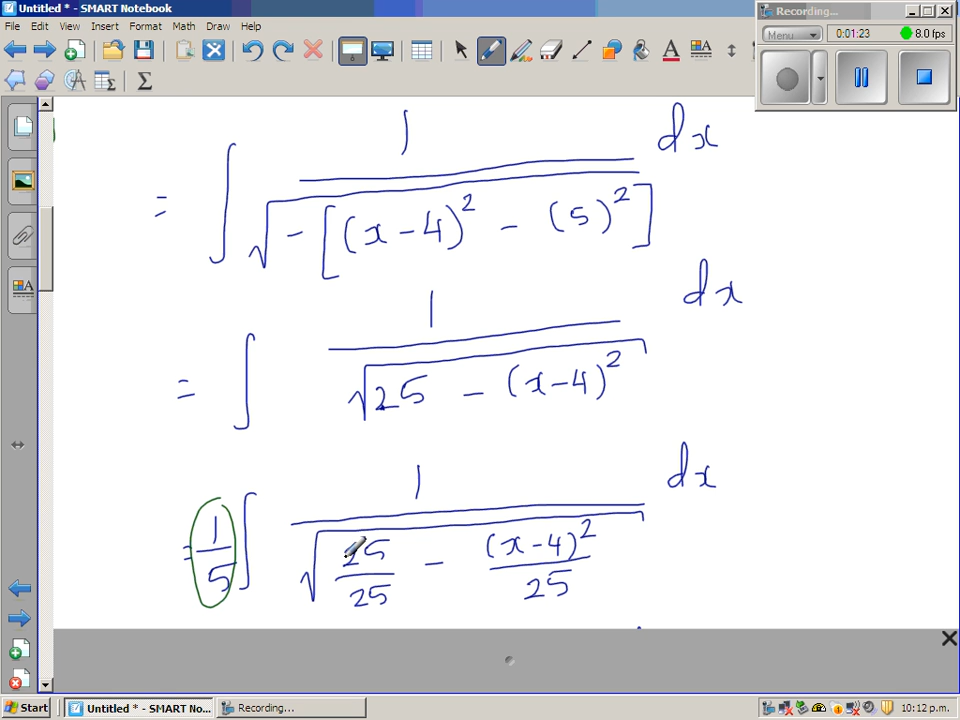 Untitled * - SMART Notebook
File Edit View Insert Format Math Draw Help
Recording...
Menu 0:01:23 8.0 fps
= ∫ 1 / √(-[(x-4)² - (5)²]) dx
= ∫ 1 / √(25 - (x-4)²) dx
= 1/5 ∫ 1 / √(25/25 - (x-4)²/25) dx
Start Untitled * - SMART No... Recording... 10:12 p.m.